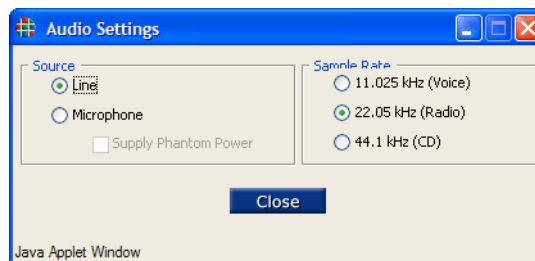 Audio Settings
Source
Line
Microphone
Supply Phantom Power
Sample Rate
11.025 kHz (Voice)
22.05 kHz (Radio)
44.1 kHz (CD)
Close
Java Applet Window